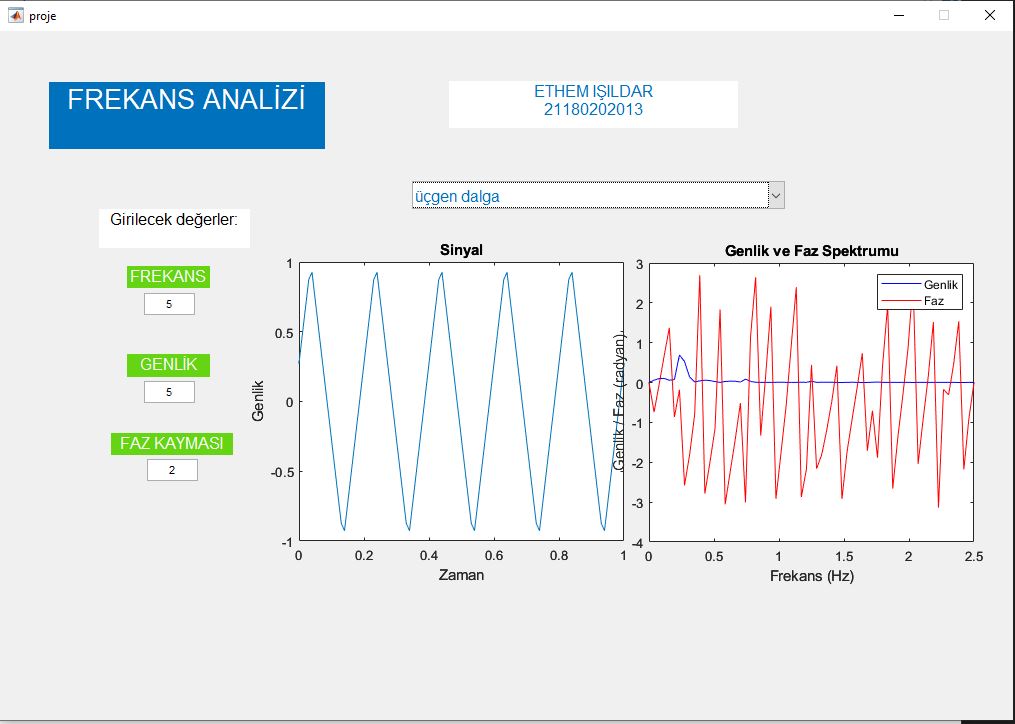 proje
FREKANS ANALİZİ
ETHEM IŞILDAR
21180202013
üçgen dalga
Girilecek değerler:
FREKANS
5
GENLİK
5
FAZ KAYMASI
2
Sinyal
1
0.5
0
-0.5
-1
Genlik
0
0.2
0.4
0.6
0.8
1
Zaman
Genlik ve Faz Spektrumu
Genlik
Faz
3
2
1
0
-1
-2
-3
-4
Genlik / Faz (radyan).
0
0.5
1
1.5
2
2.5
Frekans (Hz)